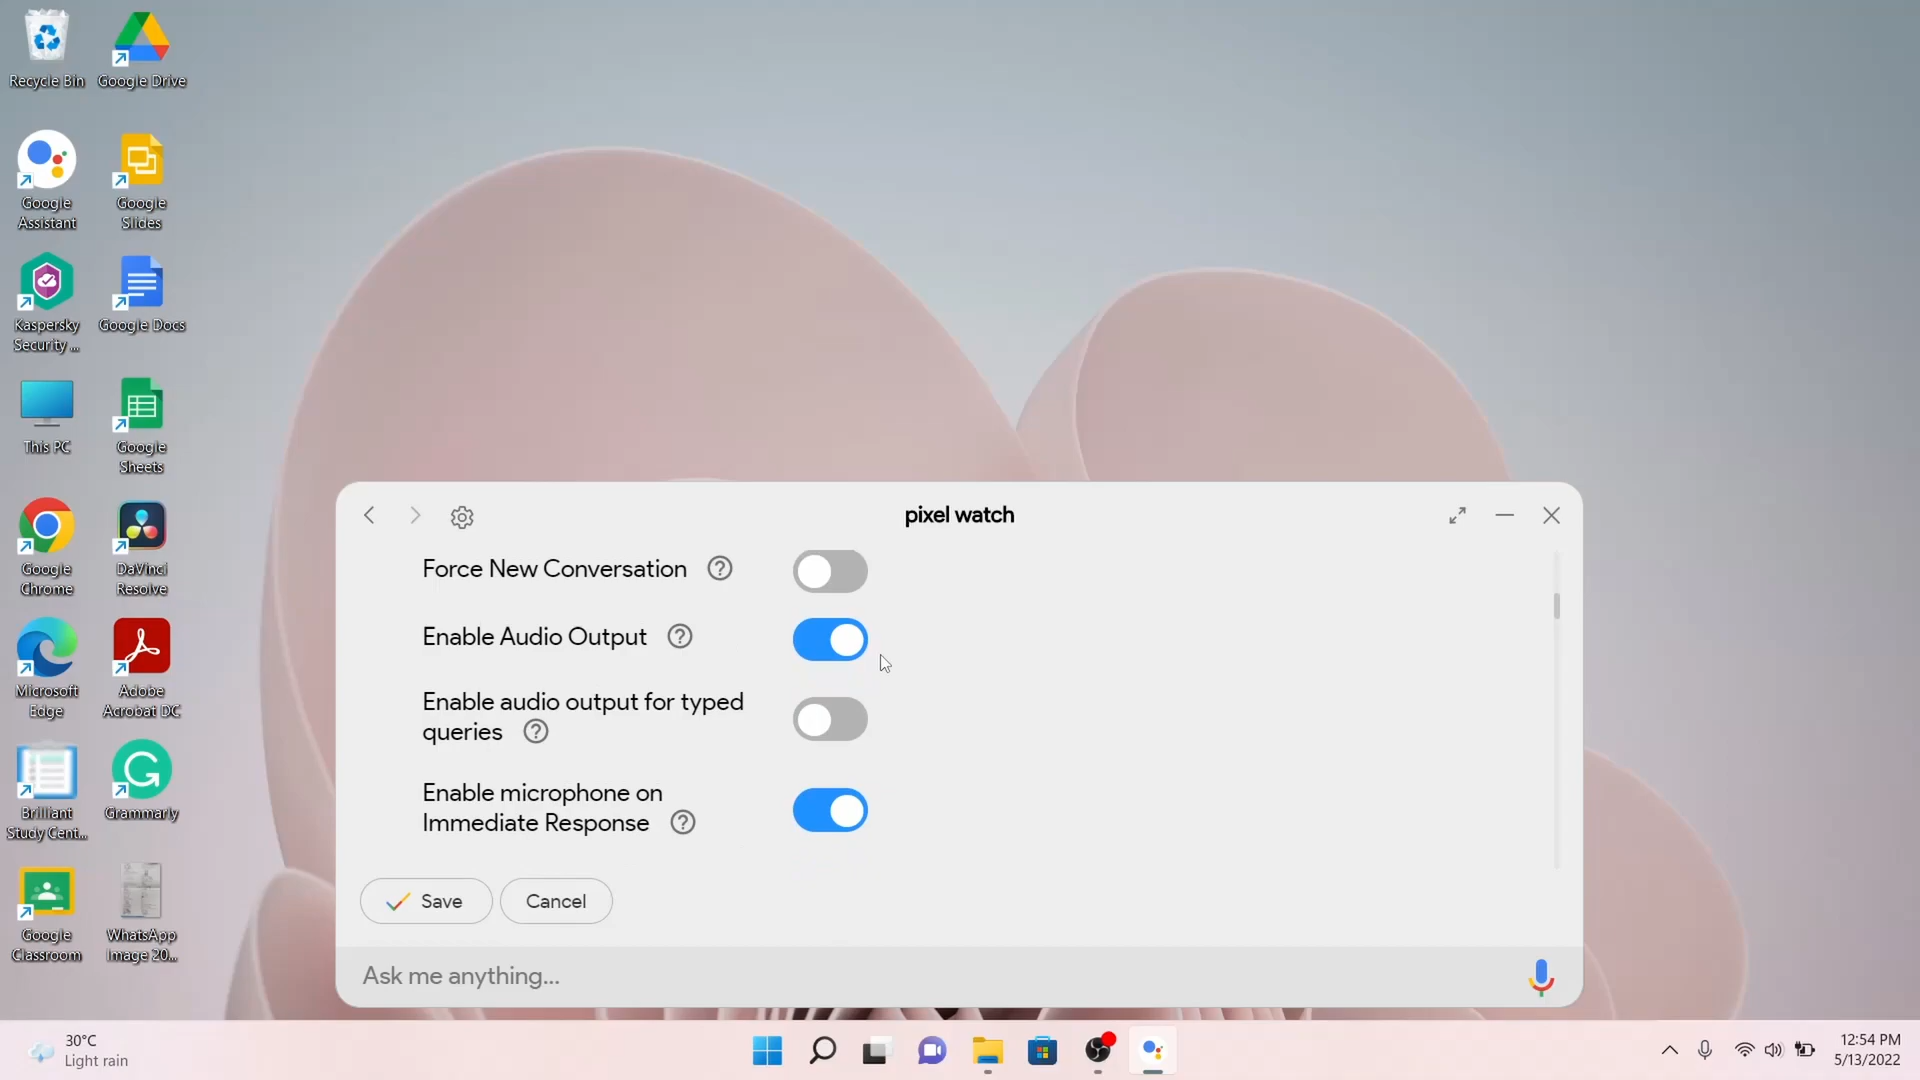 Recycle Bin
Google Drive
Google
Assistant
Google
Slides
Kaspersky
Security ...
Google Docs
This PC
Google
Sheets
Google
Chrome
DaVinci
Resolve
Microsoft
Edge
Adobe
Acrobat DC
Brilliant
Study Cent...
Grammarly
Google
Classroom
WhatsApp
Image 20...
pixel watch
Force New Conversation
Enable Audio Output
Enable audio output for typed
queries
Enable microphone on
Immediate Response
Save
Cancel
Ask me anything...
30°C
Light rain
12:54 PM
5/13/2022